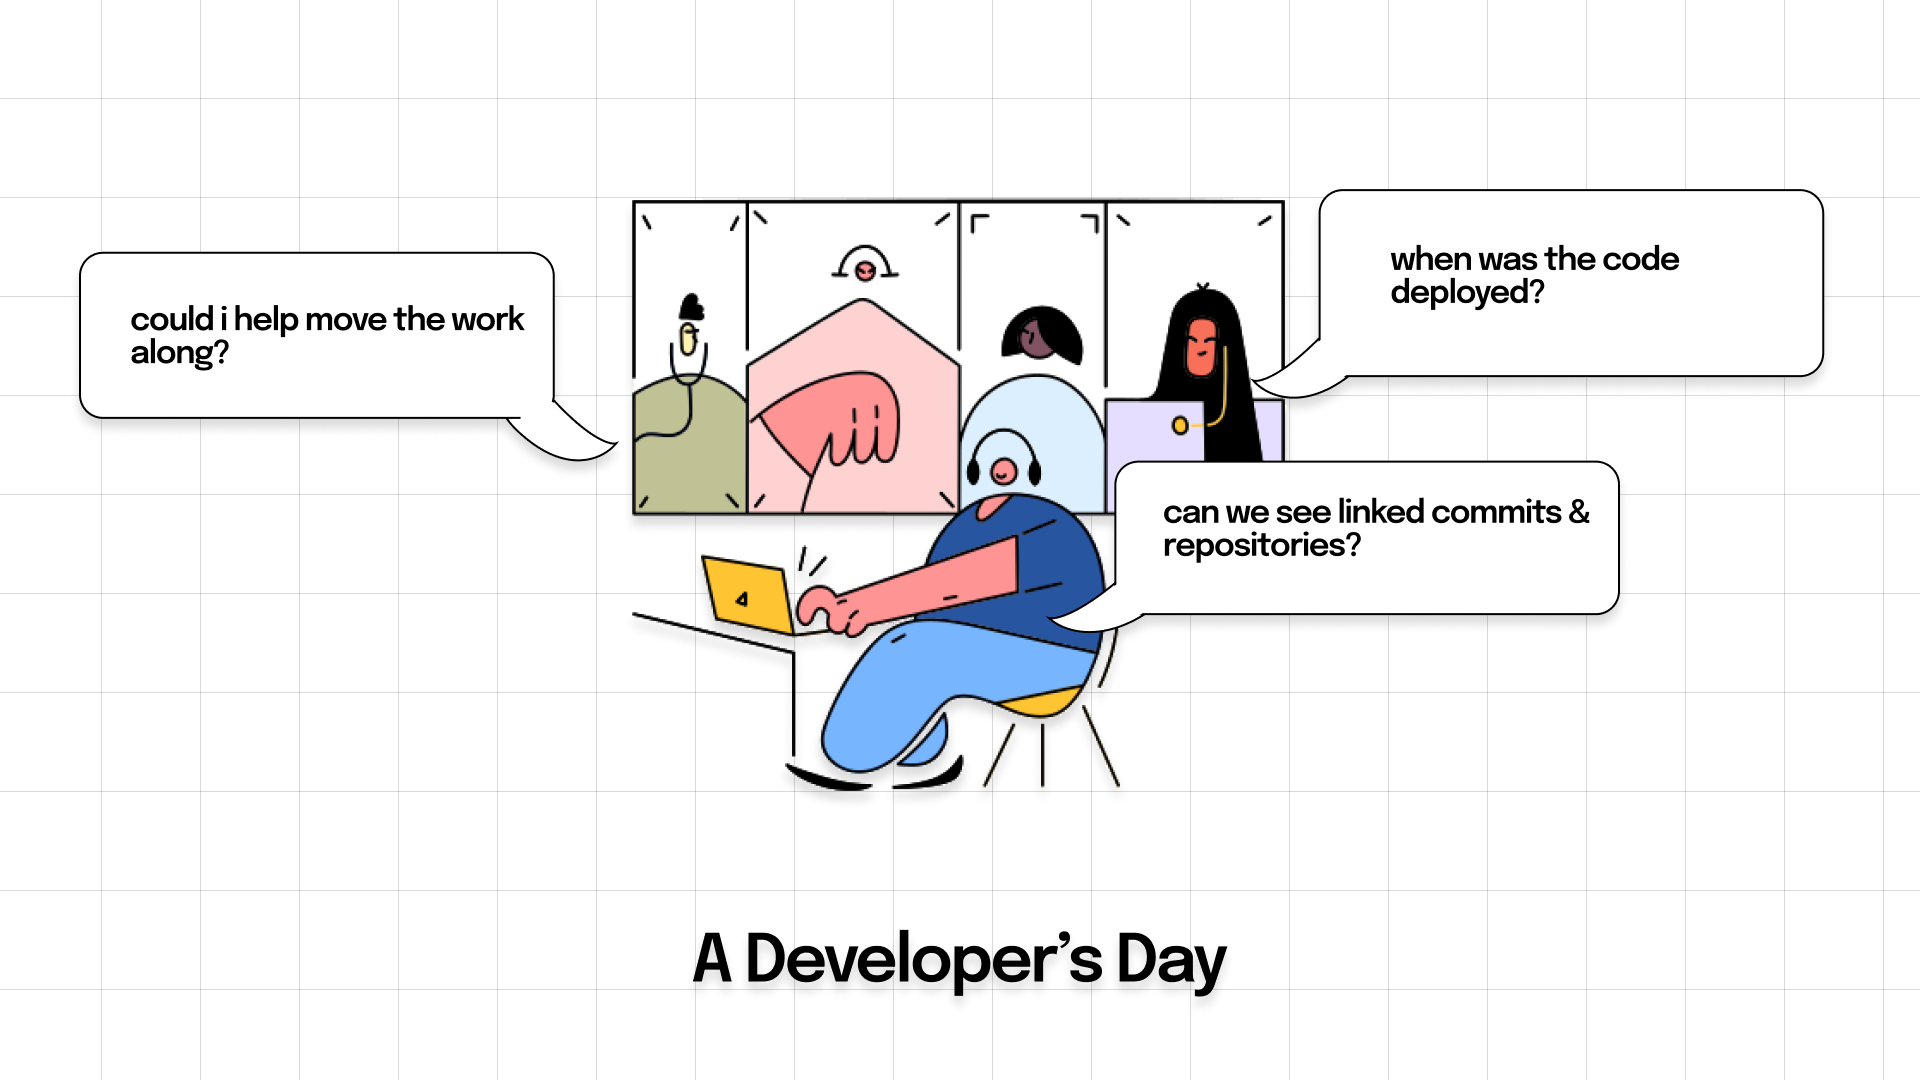 could i help move the work
along?
when was the code
deployed?
can we see linked commits &
repositories?
A Developer’s Day